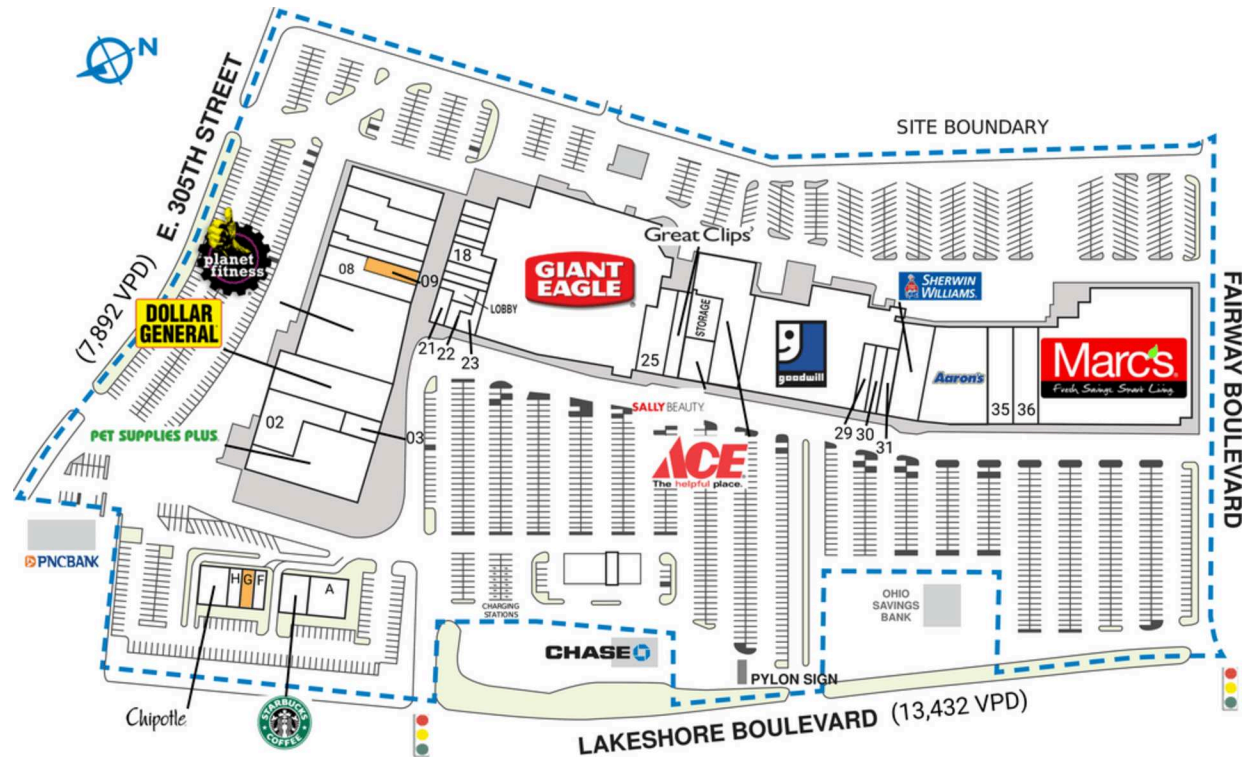 N
E. 305TH STREET
(7,892 VPD)
SITE BOUNDARY
FAIRWAY BOULEVARD
planet
fitness
DOLLAR
GENERAL
PET SUPPLIES PLUS.
PNCBANK
08
09
18
LOBBY
21
22
23
02
03
GIANT
EAGLE
Great Clips
STORAGE
25
SALLY BEAUTY
ACE
The helpful place.
goodwill
SHERWIN
WILLIAMS.
29
30
31
Aaron's
35
36
Marc's
Fresh. Savings. Smart Living.
H
G
F
A
CHARGING
STATIONS
OHIO
SAVINGS
BANK
CHASE
PYLON SIGN
Chipotle
STARBUCKS
COFFEE
LAKESHORE BOULEVARD (13,432 VPD)